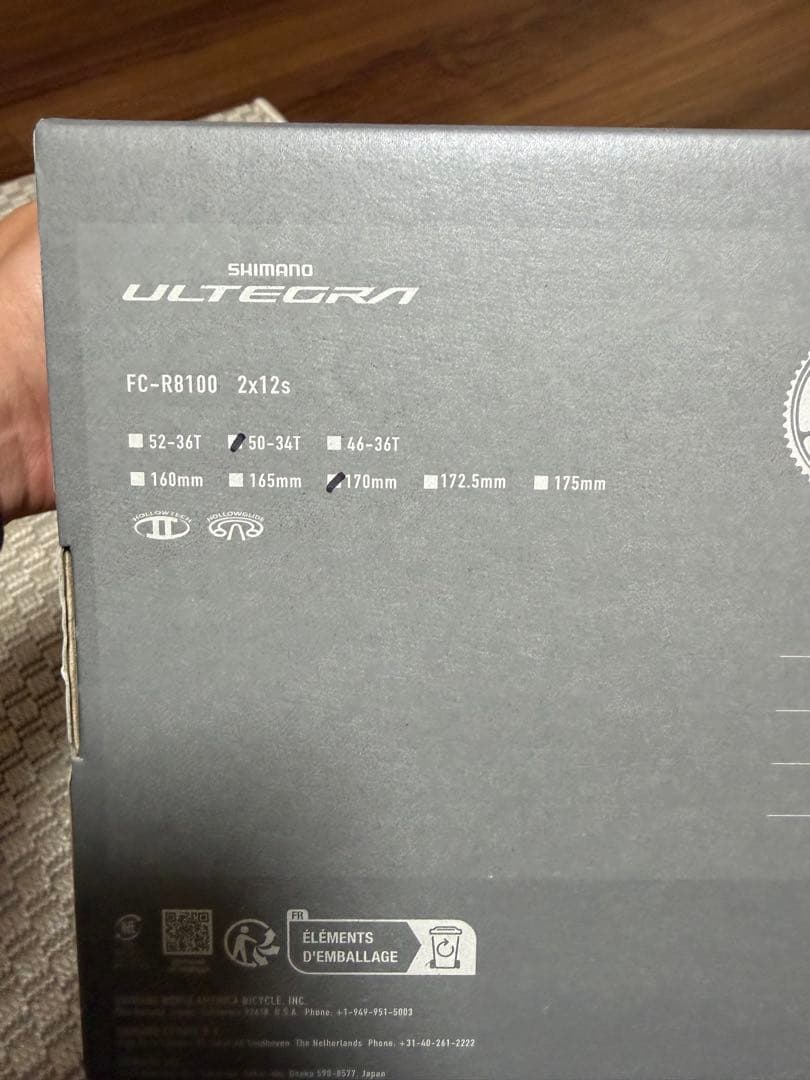 SHIMANO
ULTEGRA
FC-R8100 2x12s
52-36T 50-34T 46-36T
160mm 165mm 170mm 172.5mm 175mm
HOLLOWTECH II HOLLOWGLIDE
FR
ÉLÉMENTS
D'EMBALLAGE
AMERICA BICYCLE, INC.
U.S.A. Phone: +1-949-951-5003
Eindhoven The Netherlands Phone: +31-40-261-2222
Osaka 590-8577, Japan